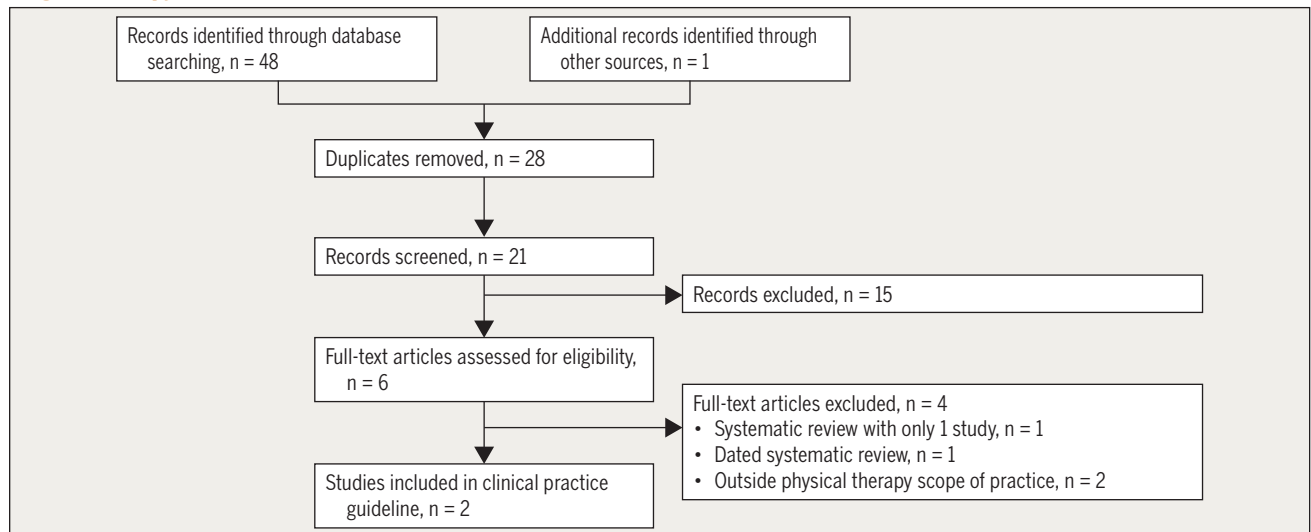 Records identified through database
searching, n = 48
Additional records identified through
other sources, n = 1
Duplicates removed, n = 28
Records screened, n = 21
Records excluded, n = 15
Full-text articles assessed for eligibility,
n = 6
Full-text articles excluded, n = 4
• Systematic review with only 1 study, n = 1
• Dated systematic review, n = 1
• Outside physical therapy scope of practice, n = 2
Studies included in clinical practice
guideline, n = 2